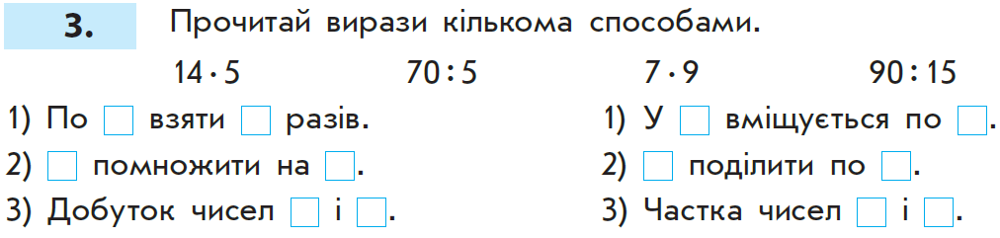 3. Прочитай вирази кількома способами.
14 · 5 70 : 5 7 · 9 90 : 15
1) По □ взяти □ разів.
2) □ помножити на □.
3) Добуток чисел □ і □.
1) У □ вміщується по □.
2) □ поділити по □.
3) Частка чисел □ і □.